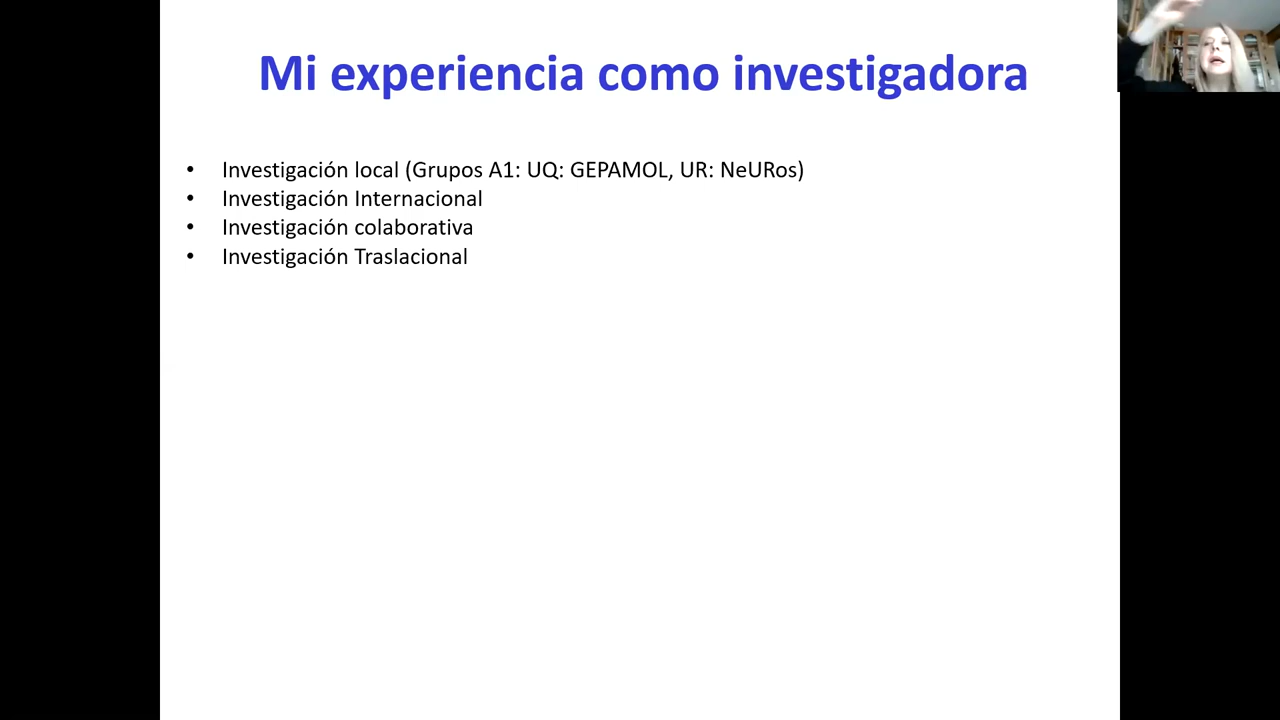 Mi experiencia como investigadora
• Investigación local (Grupos A1: UQ: GEPAMOL, UR: NeURos)
• Investigación Internacional
• Investigación colaborativa
• Investigación Traslacional